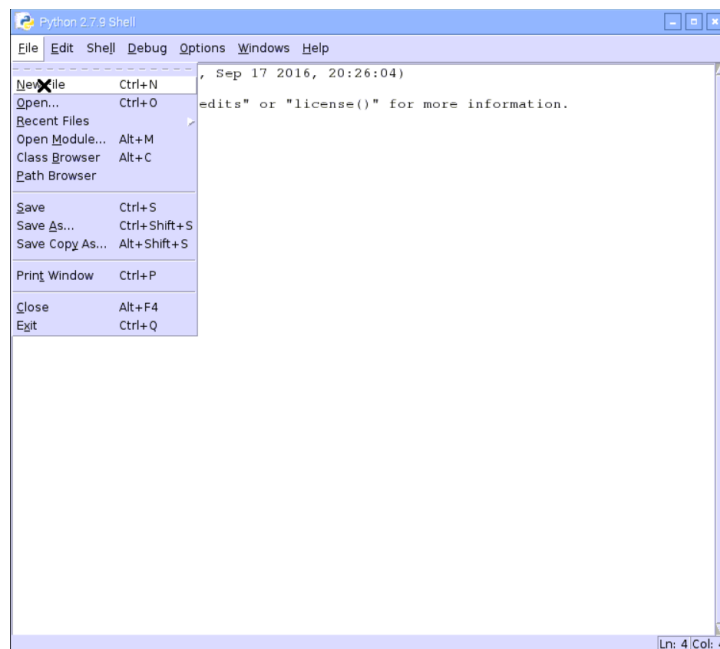 Python 2.7.9 Shell
File Edit Shell Debug Options Windows Help
, Sep 17 2016, 20:26:04)
edits" or "license()" for more information.
New File Ctrl+N
Open... Ctrl+O
Recent Files
Open Module... Alt+M
Class Browser Alt+C
Path Browser
Save Ctrl+S
Save As... Ctrl+Shift+S
Save Copy As... Alt+Shift+S
Print Window Ctrl+P
Close Alt+F4
Exit Ctrl+Q
Ln: 4 Col: